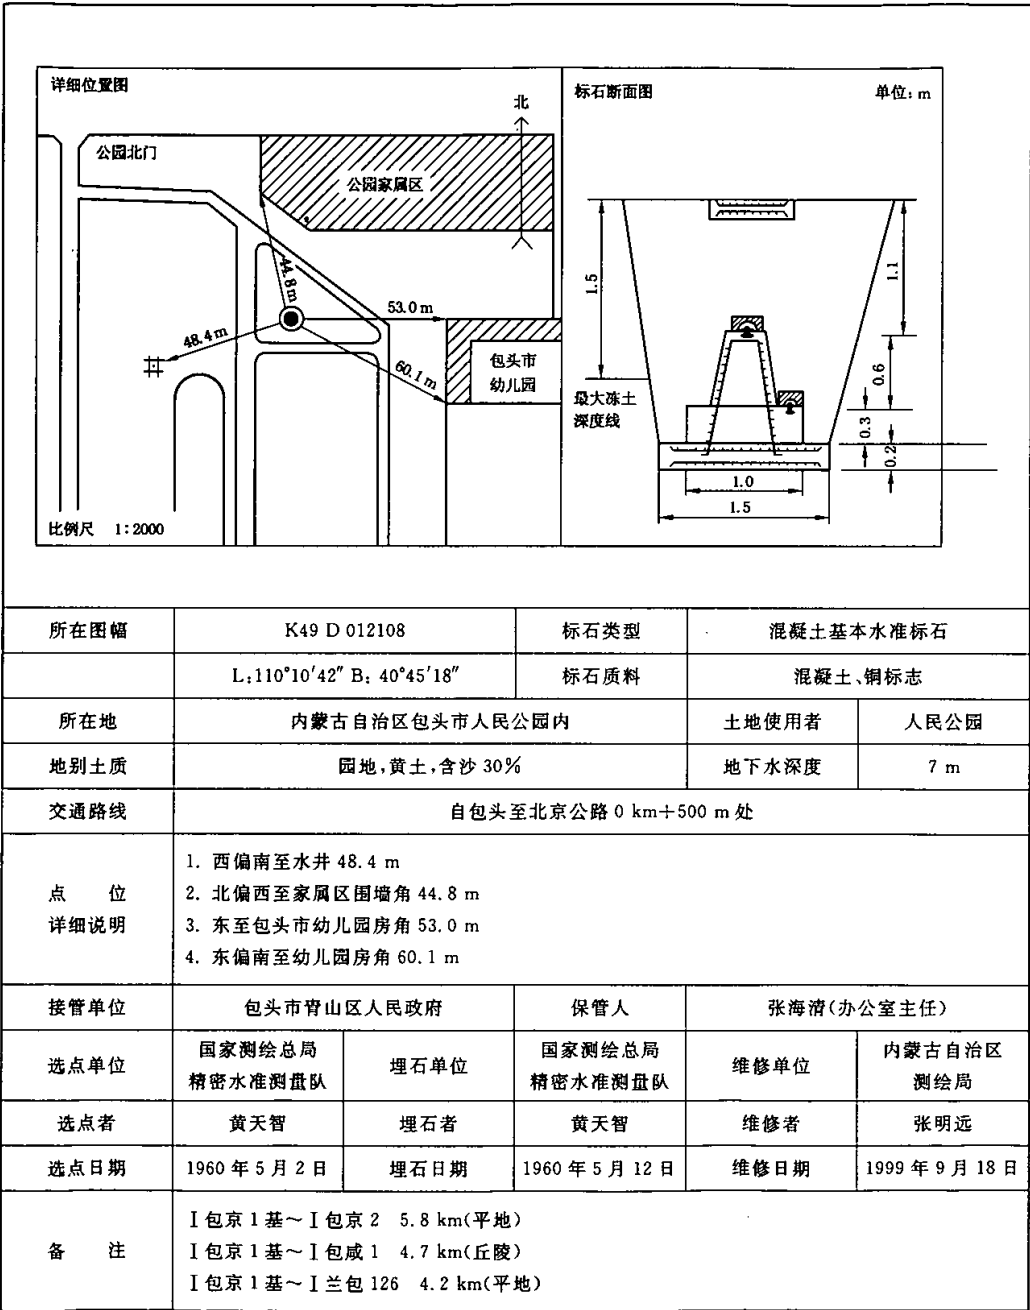 详细位置图
北
公园北门
公园家属区
44.8 m
53.0 m
48.4 m
60.1 m
包头市
幼儿园
比例尺 1:2000
标石断面图 单位: m
1.5
1.1
0.6
0.3
0.2
最大冻土
深度线
1.0
1.5
所在图幅 K49 D 012108 标石类型 混凝土基本水准标石
L:110°10′42″ B: 40°45′18″ 标石质料 混凝土、铜标志
所在地 内蒙古自治区包头市人民公园内 土地使用者 人民公园
地别土质 园地,黄土,含沙 30% 地下水深度 7 m
交通路线 自包头至北京公路 0 km+500 m 处
点 位
详细说明
1. 西偏南至水井 48.4 m
2. 北偏西至家属区围墙角 44.8 m
3. 东至包头市幼儿园房角 53.0 m
4. 东偏南至幼儿园房角 60.1 m
接管单位 包头市青山区人民政府 保管人 张海清(办公室主任)
选点单位 国家测绘总局
精密水准测量队
埋石单位 国家测绘总局
精密水准测量队
维修单位 内蒙古自治区
测绘局
选点者 黄天智 埋石者 黄天智 维修者 张明远
选点日期 1960 年 5 月 2 日 埋石日期 1960 年 5 月 12 日 维修日期 1999 年 9 月 18 日
备 注
Ⅰ包京 1 基~Ⅰ包京 2 5.8 km(平地)
Ⅰ包京 1 基~Ⅰ包咸 1 4.7 km(丘陵)
Ⅰ包京 1 基~Ⅰ兰包 126 4.2 km(平地)